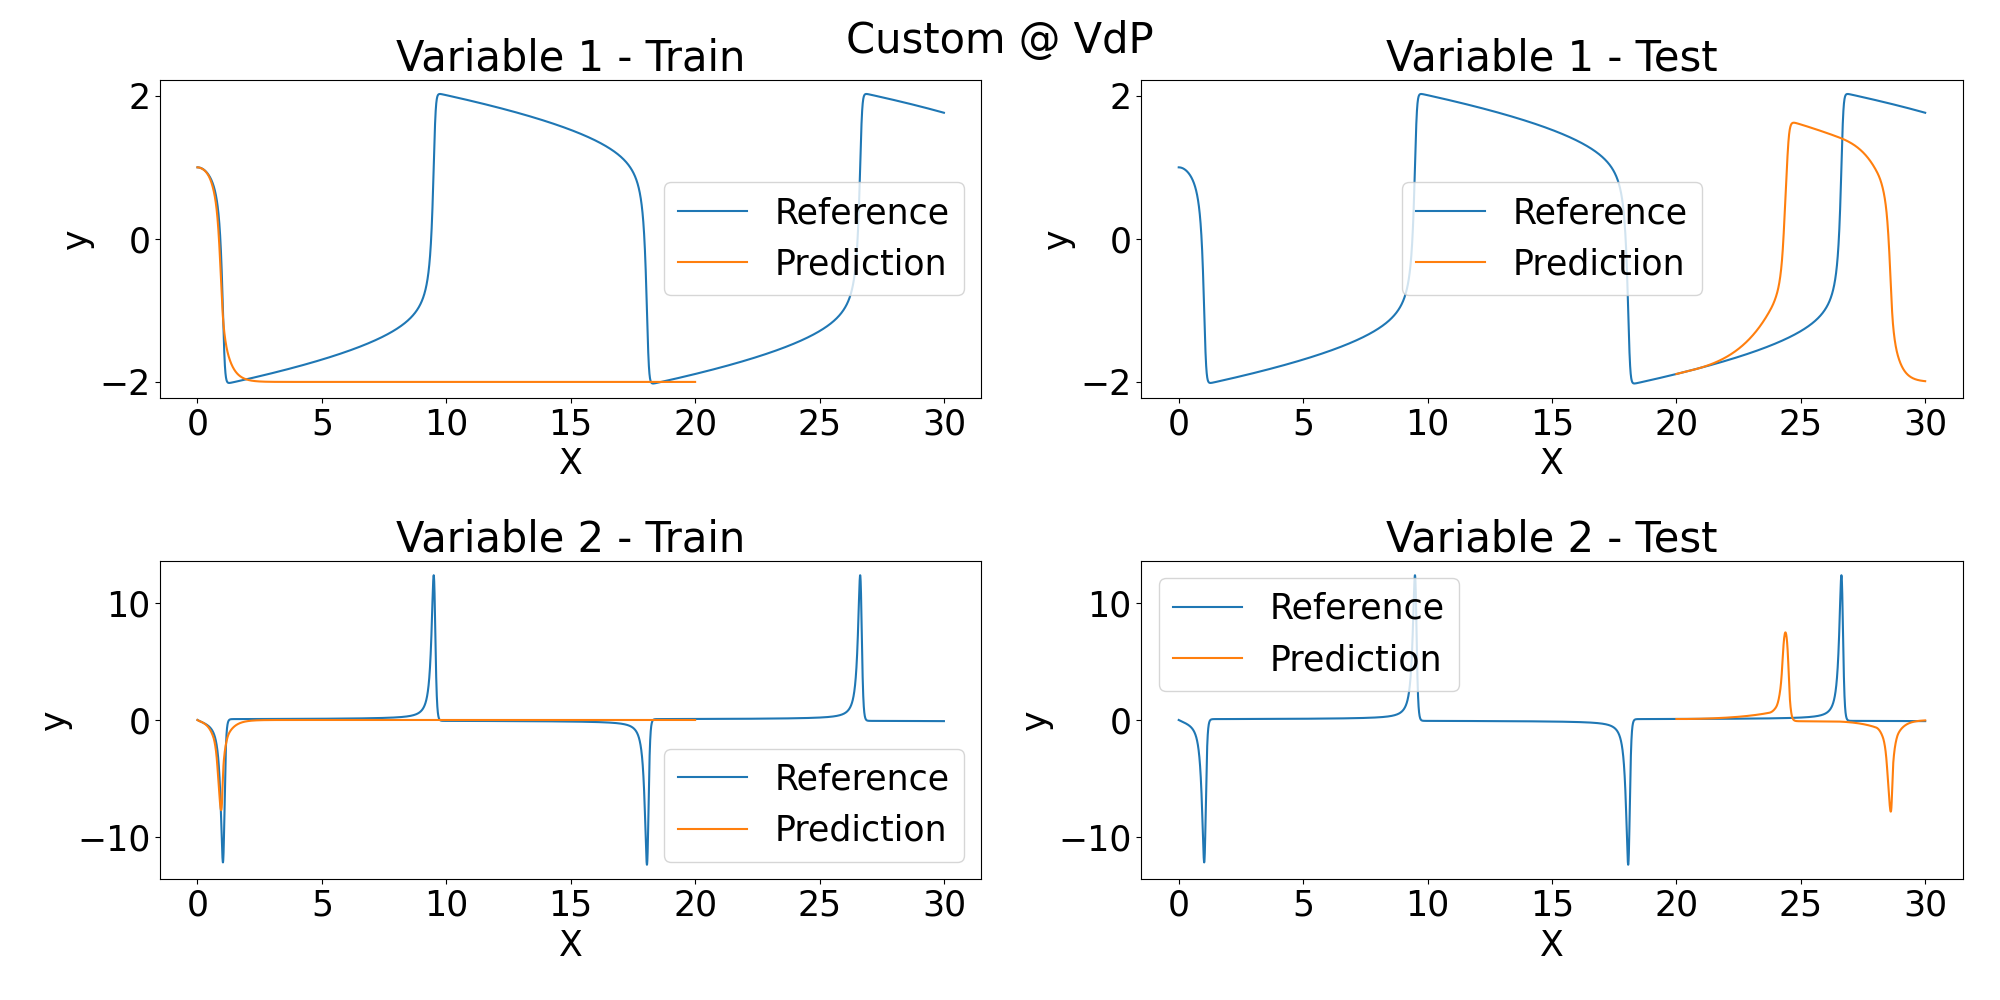 Custom @ VdP
Variable 1 - Train
2
0
−2
y
Reference
Prediction
0 5 10 15 20 25 30
X
Variable 1 - Test
2
0
−2
y
Reference
Prediction
0 5 10 15 20 25 30
X
Variable 2 - Train
10
0
−10
y
Reference
Prediction
0 5 10 15 20 25 30
X
Variable 2 - Test
10
0
−10
y
Reference
Prediction
0 5 10 15 20 25 30
X